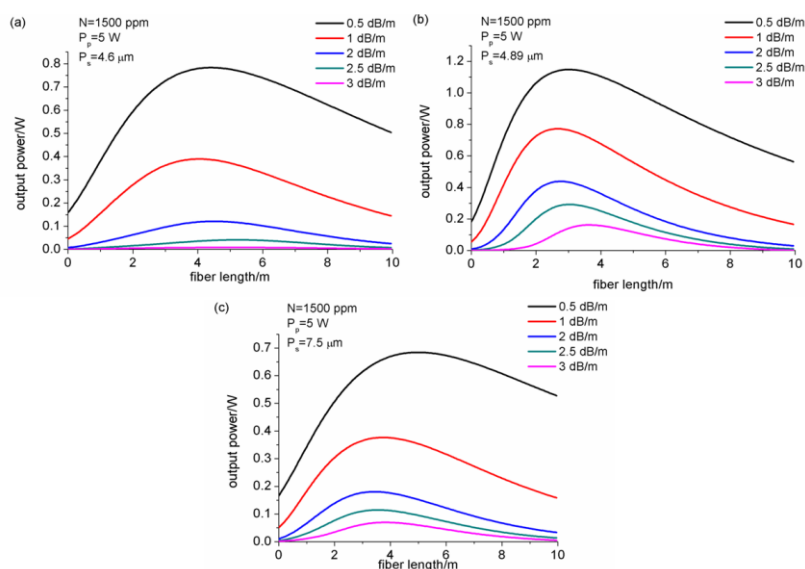 (a)
N=1500 ppm
P_p=5 W
P_s=4.6 μm
0.5 dB/m
1 dB/m
2 dB/m
2.5 dB/m
3 dB/m
output power/W
0.8
0.7
0.6
0.5
0.4
0.3
0.2
0.1
0.0
0 2 4 6 8 10
fiber length/m
(b)
N=1500 ppm
P_p=5 W
P_s=4.89 μm
0.5 dB/m
1 dB/m
2 dB/m
2.5 dB/m
3 dB/m
output power/W
1.2
1.0
0.8
0.6
0.4
0.2
0.0
0 2 4 6 8 10
fiber length/m
(c)
N=1500 ppm
P_p=5 W
P_s=7.5 μm
0.5 dB/m
1 dB/m
2 dB/m
2.5 dB/m
3 dB/m
output power/W
0.7
0.6
0.5
0.4
0.3
0.2
0.1
0.0
0 2 4 6 8 10
fiber length/m